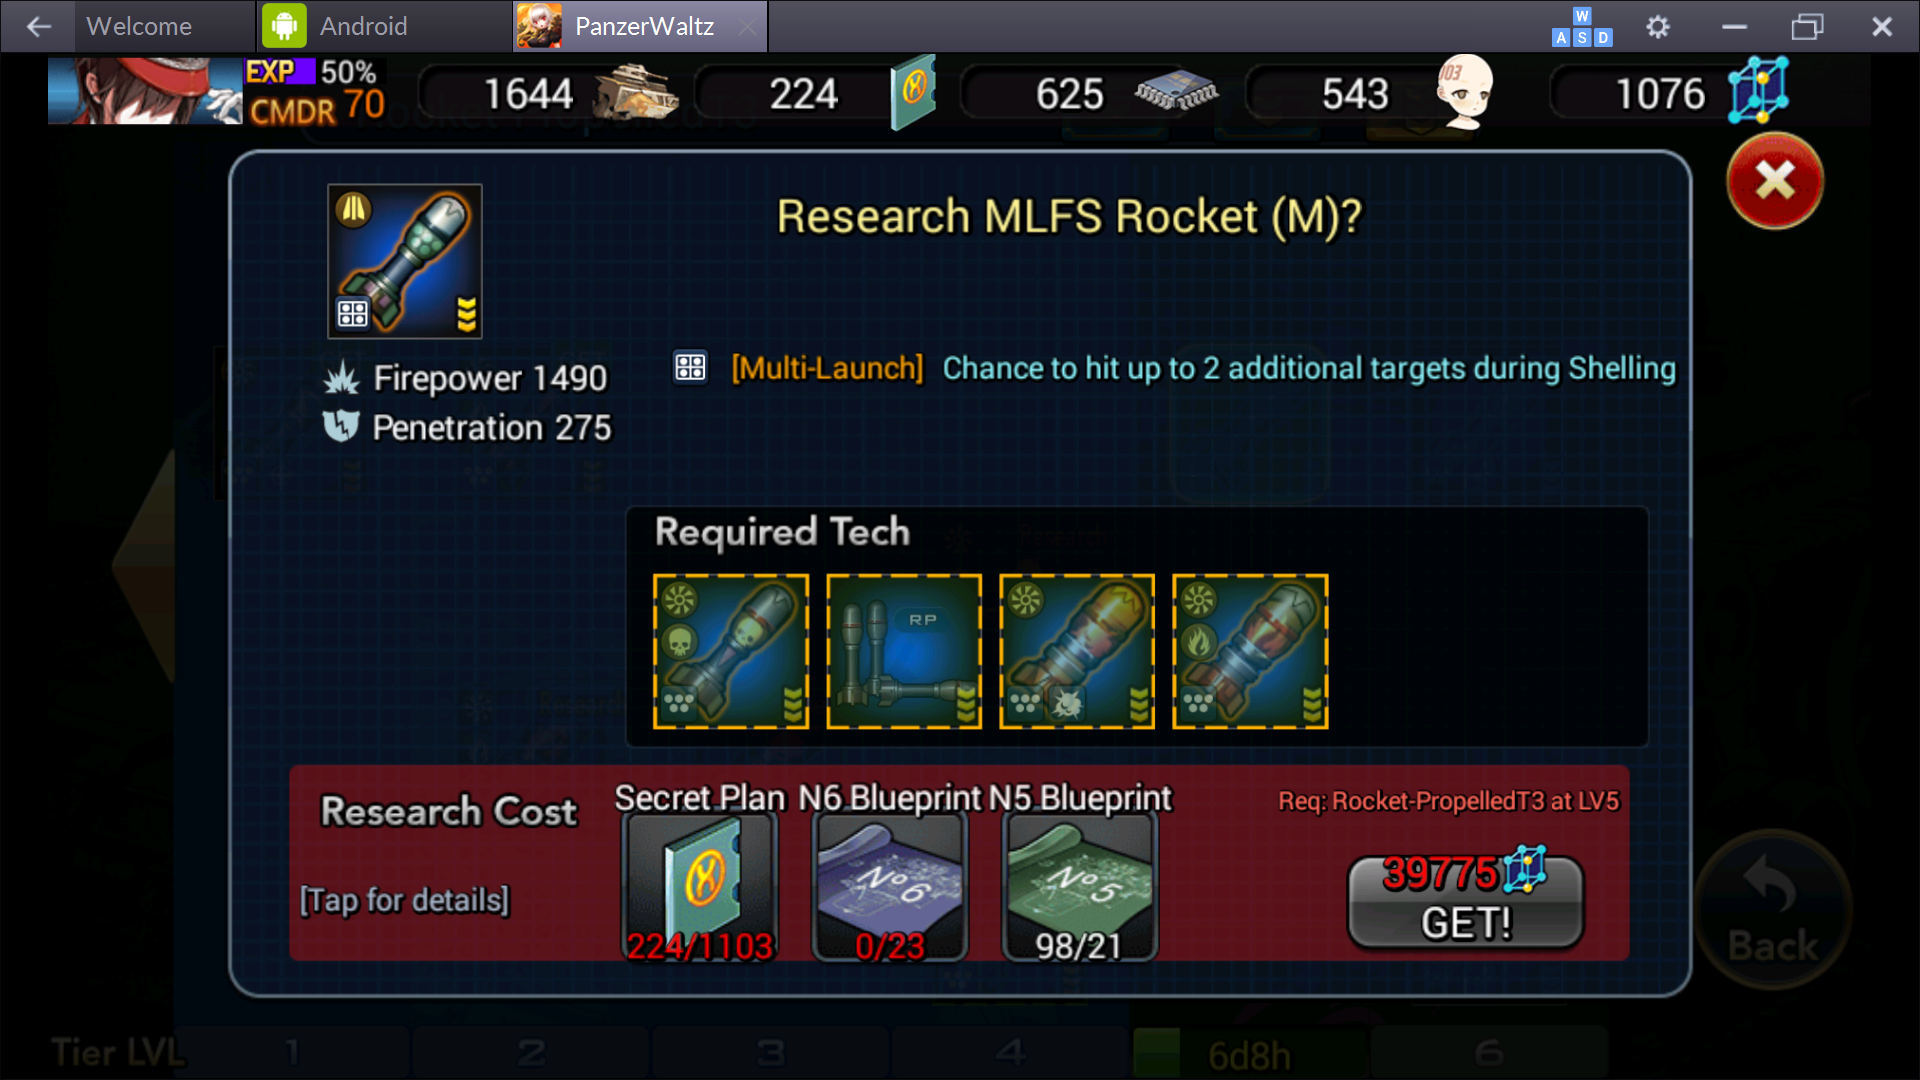 Welcome
Android
PanzerWaltz
W
A S D
EXP 50%
CMDR 70
1644
224
625
543
103
1076
Research MLFS Rocket (M)?
Firepower 1490
Penetration 275
[Multi-Launch] Chance to hit up to 2 additional targets during Shelling
Required Tech
RP
Research Cost
[Tap for details]
Secret Plan
N6 Blueprint
N5 Blueprint
No6
No5
224/1103
0/23
98/21
Req: Rocket-PropelledT3 at LV5
39775
GET!
Back
Tier LVL
1
2
3
4
6d8h
6